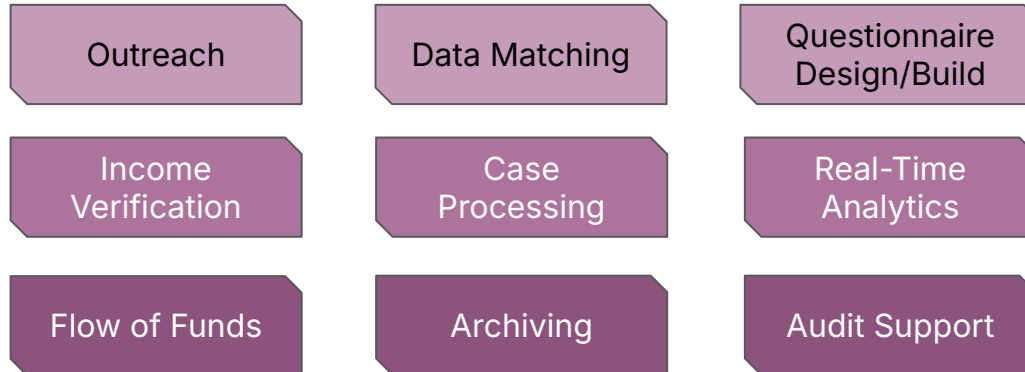 Outreach
Data Matching
Questionnaire
Design/Build
Income
Verification
Case
Processing
Real-Time
Analytics
Flow of Funds
Archiving
Audit Support